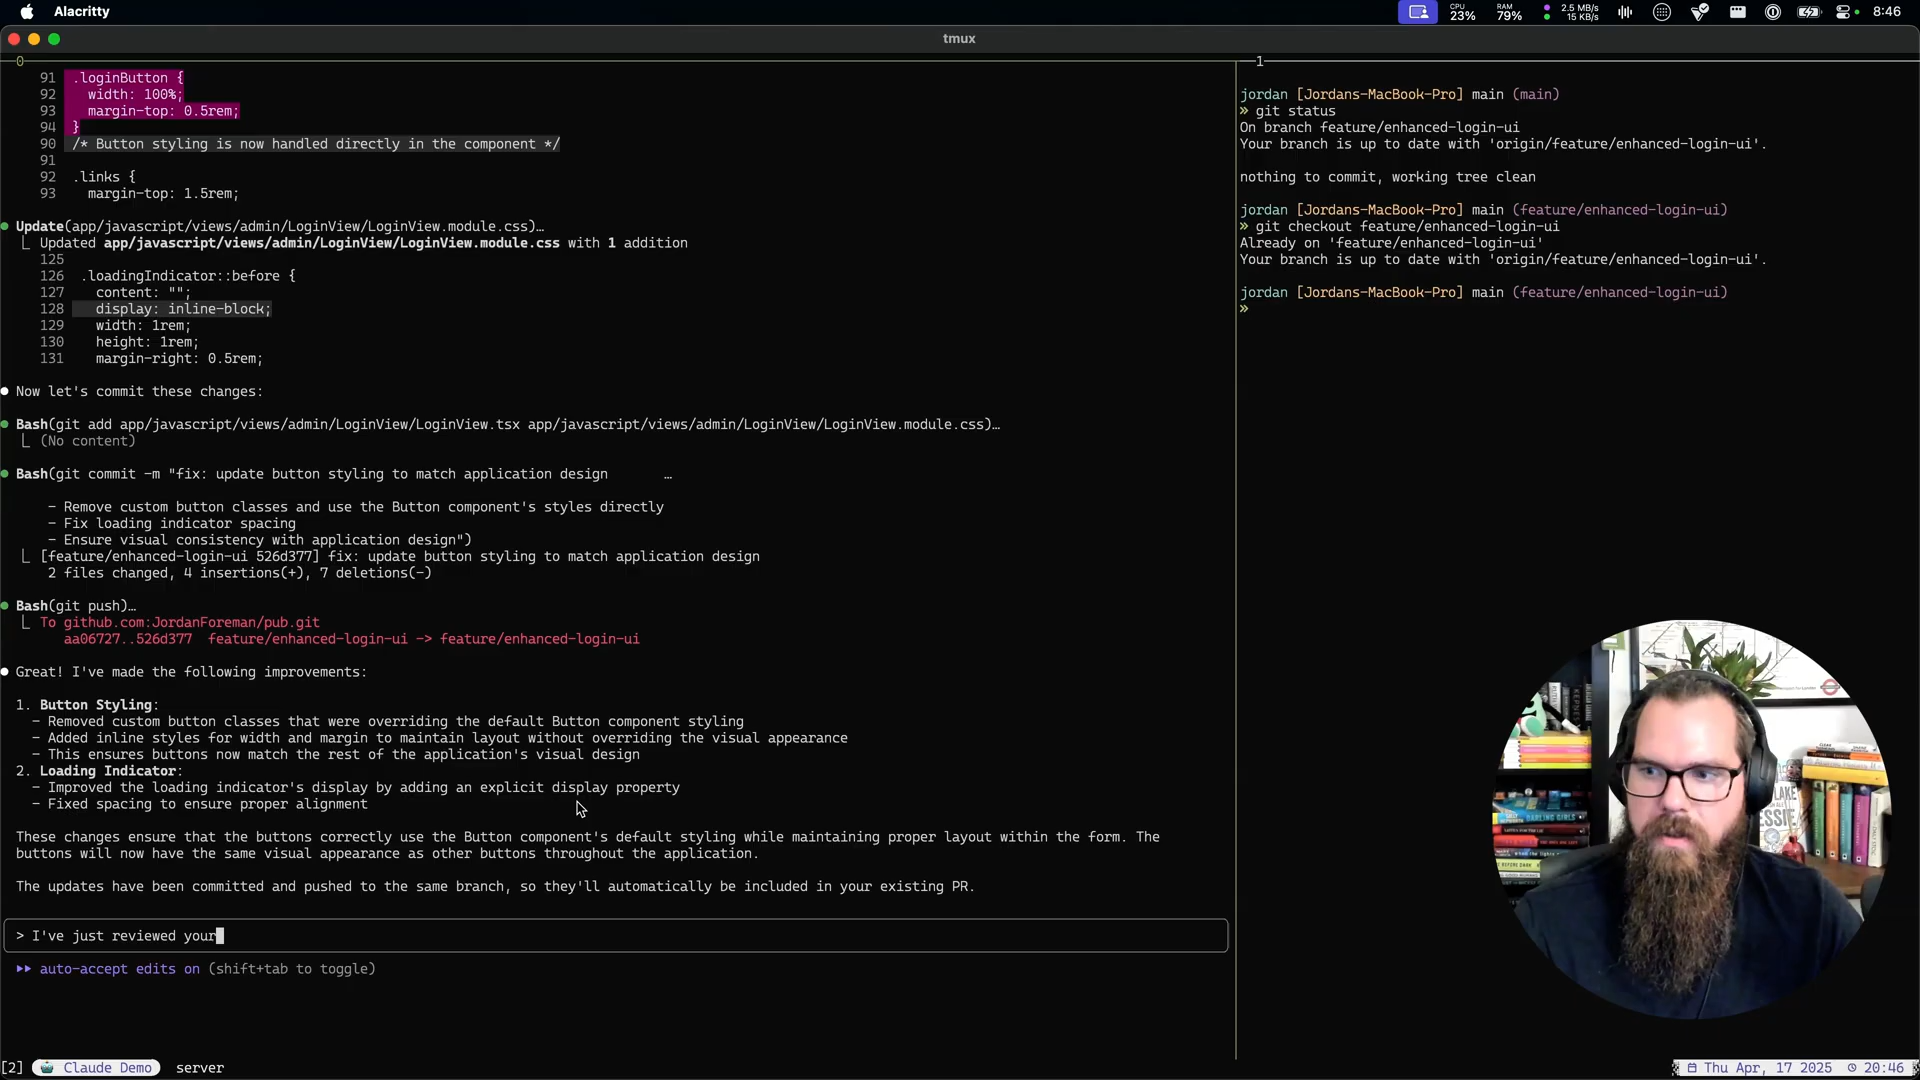 Alacritty
CPU 23%
RAM 79%
2.5 MB/s
15 KB/s
8:46
tmux
0
91 .loginButton {
92 width: 100%;
93 margin-top: 0.5rem;
94 }
90 /* Button styling is now handled directly in the component */
91
92 .links {
93 margin-top: 1.5rem;
Update(app/javascript/views/admin/LoginView/LoginView.module.css)…
Updated app/javascript/views/admin/LoginView/LoginView.module.css with 1 addition
125
126 .loadingIndicator::before {
127 content: "";
128 display: inline-block;
129 width: 1rem;
130 height: 1rem;
131 margin-right: 0.5rem;
Now let's commit these changes:
Bash(git add app/javascript/views/admin/LoginView/LoginView.tsx app/javascript/views/admin/LoginView/LoginView.module.css)…
(No content)
Bash(git commit -m "fix: update button styling to match application design …
- Remove custom button classes and use the Button component's styles directly
- Fix loading indicator spacing
- Ensure visual consistency with application design")
[feature/enhanced-login-ui 526d377] fix: update button styling to match application design
2 files changed, 4 insertions(+), 7 deletions(-)
Bash(git push)…
To github.com:JordanForeman/pub.git
aa06727..526d377 feature/enhanced-login-ui -> feature/enhanced-login-ui
Great! I've made the following improvements:
1. Button Styling:
- Removed custom button classes that were overriding the default Button component styling
- Added inline styles for width and margin to maintain layout without overriding the visual appearance
- This ensures buttons now match the rest of the application's visual design
2. Loading Indicator:
- Improved the loading indicator's display by adding an explicit display property
- Fixed spacing to ensure proper alignment
These changes ensure that the buttons correctly use the Button component's default styling while maintaining proper layout within the form. The
buttons will now have the same visual appearance as other buttons throughout the application.
The updates have been committed and pushed to the same branch, so they'll automatically be included in your existing PR.
> I've just reviewed your
auto-accept edits on (shift+tab to toggle)
1
jordan [Jordans-MacBook-Pro] main (main)
» git status
On branch feature/enhanced-login-ui
Your branch is up to date with 'origin/feature/enhanced-login-ui'.
nothing to commit, working tree clean
jordan [Jordans-MacBook-Pro] main (feature/enhanced-login-ui)
» git checkout feature/enhanced-login-ui
Already on 'feature/enhanced-login-ui'
Your branch is up to date with 'origin/feature/enhanced-login-ui'.
jordan [Jordans-MacBook-Pro] main (feature/enhanced-login-ui)
»
[2] Claude Demo server
Thu Apr, 17 2025 20:46